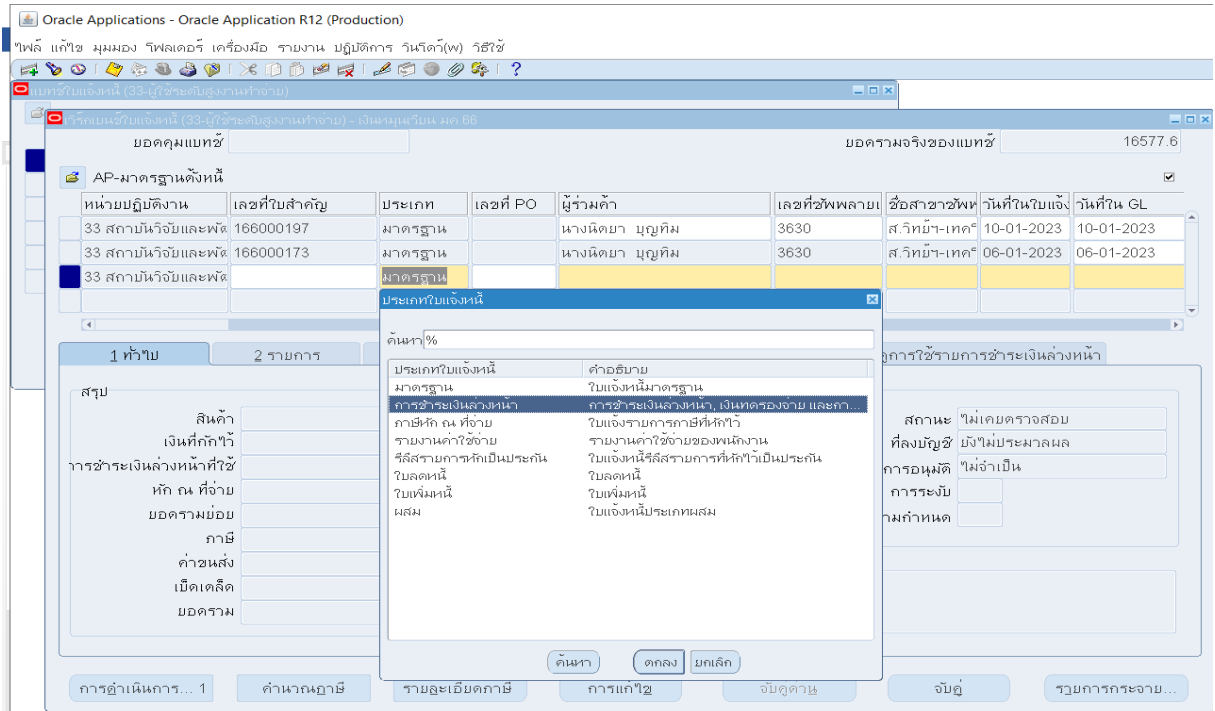 Oracle Applications - Oracle Application R12 (Production)
ไฟล์ แก้ไข มุมมอง โฟลเดอร์ เครื่องมือ รายงาน ปฏิบัติการ วินโดว์(w) วิธีใช้
แบทช์ใบแจ้งหนี้ (33-ผู้ใช้ระดับสูงงานทำจ่าย)
เวิร์กเบนช์ใบแจ้งหนี้ (33-ผู้ใช้ระดับสูงงานทำจ่าย) - เงินหมุนเวียน มค 66
ยอดคุมแบทช์ ยอดรวมจริงของแบทช์ 16577.6
AP-มาตรฐานตั้งหนี้
หน่วยปฏิบัติงาน เลขที่ใบสำคัญ ประเภท เลขที่ PO ผู้ร่วมค้า เลขที่ซัพพลายเ ชื่อสาขาซัพพ วันที่ในใบแจ้ง วันที่ใน GL
33 สถาบันวิจัยและพัต 166000197 มาตรฐาน นางนิตยา บุญทิม 3630 ส.วิทย์ฯ-เทค 10-01-2023 10-01-2023
33 สถาบันวิจัยและพัต 166000173 มาตรฐาน นางนิตยา บุญทิม 3630 ส.วิทย์ฯ-เทค 06-01-2023 06-01-2023
33 สถาบันวิจัยและพัต มาตรฐาน
ประเภทใบแจ้งหนี้
ค้นหา %
1 ทั่วไป 2 รายการ ดูการใช้รายการชำระเงินล่วงหน้า
ประเภทใบแจ้งหนี้ คำอธิบาย
มาตรฐาน ใบแจ้งหนี้มาตรฐาน
การชำระเงินล่วงหน้า การชำระเงินล่วงหน้า, เงินทดรองจ่าย และกา...
ภาษีหัก ณ ที่จ่าย ใบแจ้งรายการภาษีที่หักไว้
รายงานค่าใช้จ่าย รายงานค่าใช้จ่ายของพนักงาน
รีลีสรายการหักเป็นประกัน ใบแจ้งหนี้รีลีสรายการที่หักไว้เป็นประกัน
ใบลดหนี้ ใบลดหนี้
ใบเพิ่มหนี้ ใบเพิ่มหนี้
ผสม ใบแจ้งหนี้ประเภทผสม
สรุป
สินค้า
เงินที่กักไว้
ารชำระเงินล่วงหน้าที่ใช้
หัก ณ ที่จ่าย
ยอดรวมย่อย
ภาษี
ค่าขนส่ง
เบ็ดเตล็ด
ยอดรวม
สถานะ ไม่เคยตรวจสอบ
ที่ลงบัญชี ยังไม่ประมวลผล
การอนุมัติ ไม่จำเป็น
การระงับ
ามกำหนด
ค้นหา ตกลง ยกเลิก
การดำเนินการ... 1 คำนวณภาษี รายละเอียดภาษี การแก้ไข จับคู่ รวมการกระจาย...